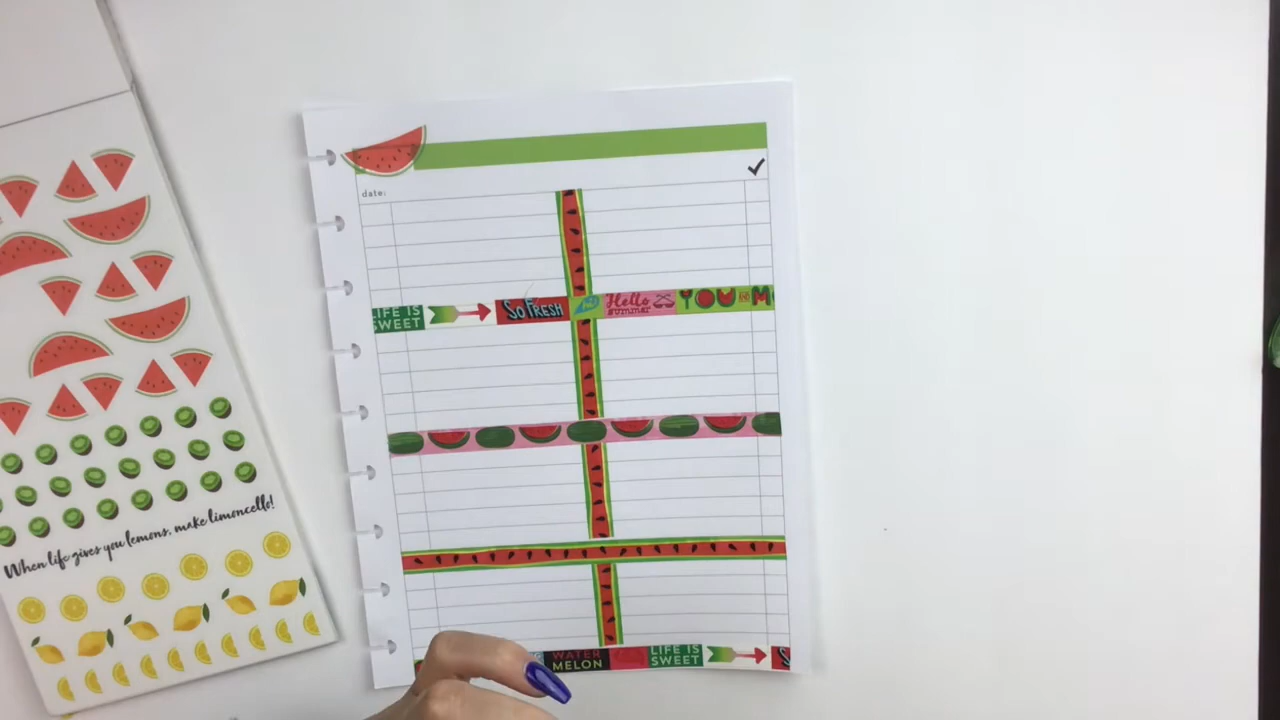 date:
LIFE IS
SWEET
SO FRESH
Hello
summer
YOU
IN
M
When life gives you lemons, make limoncello!
WATER
MELON
LIFE IS
SWEET
S